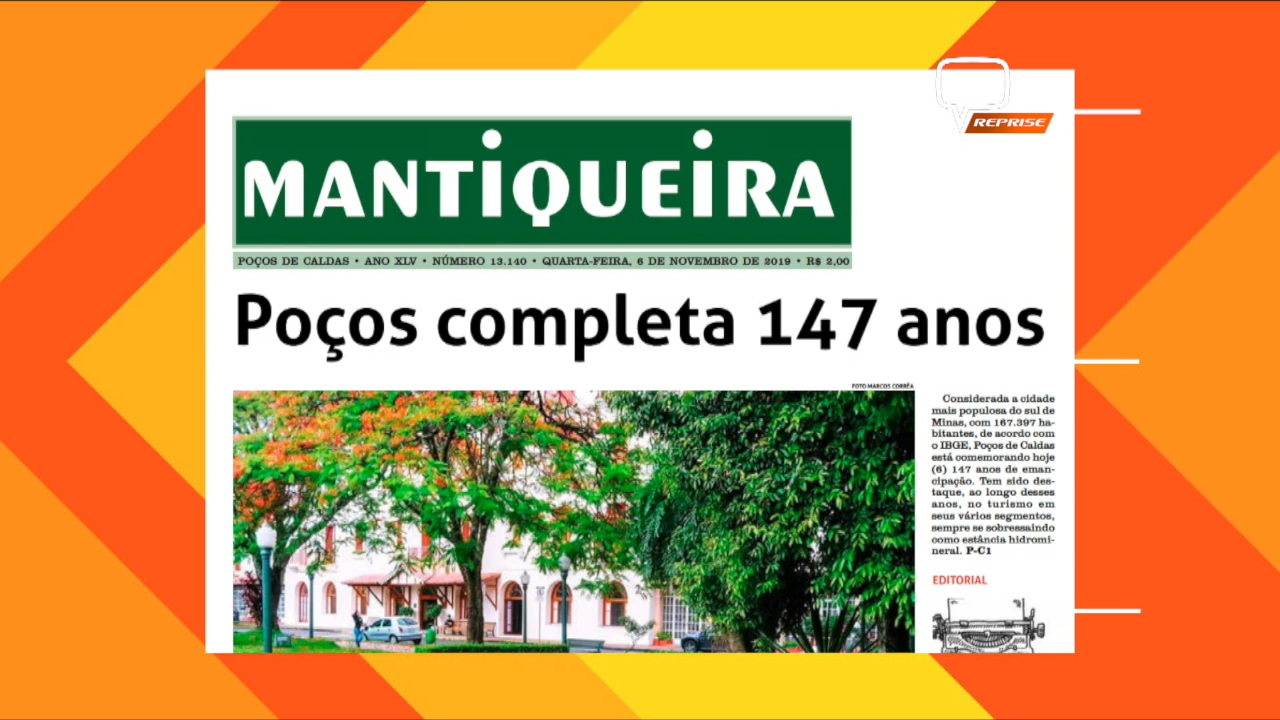 REPRISE
MANTIQUEIRA
POÇOS DE CALDAS • ANO XLV • NÚMERO 13.140 • QUARTA-FEIRA, 6 DE NOVEMBRO DE 2019 • R$ 2,00
Poços completa 147 anos
FOTO MARCOS CORRÊA
Considerada a cidade
mais populosa do sul de
Minas, com 167.397 ha-
bitantes, de acordo com
o IBGE, Poços de Caldas
está comemorando hoje
(6) 147 anos de eman-
cipação. Tem sido des-
taque, ao longo desses
anos, no turismo em
seus vários segmentos,
sempre se sobressaindo
como estância hidromi-
neral. P-C1
EDITORIAL